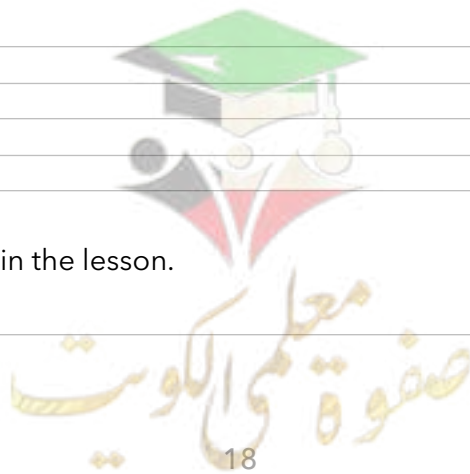 in the lesson.
صفوة معلمي الكويت
18